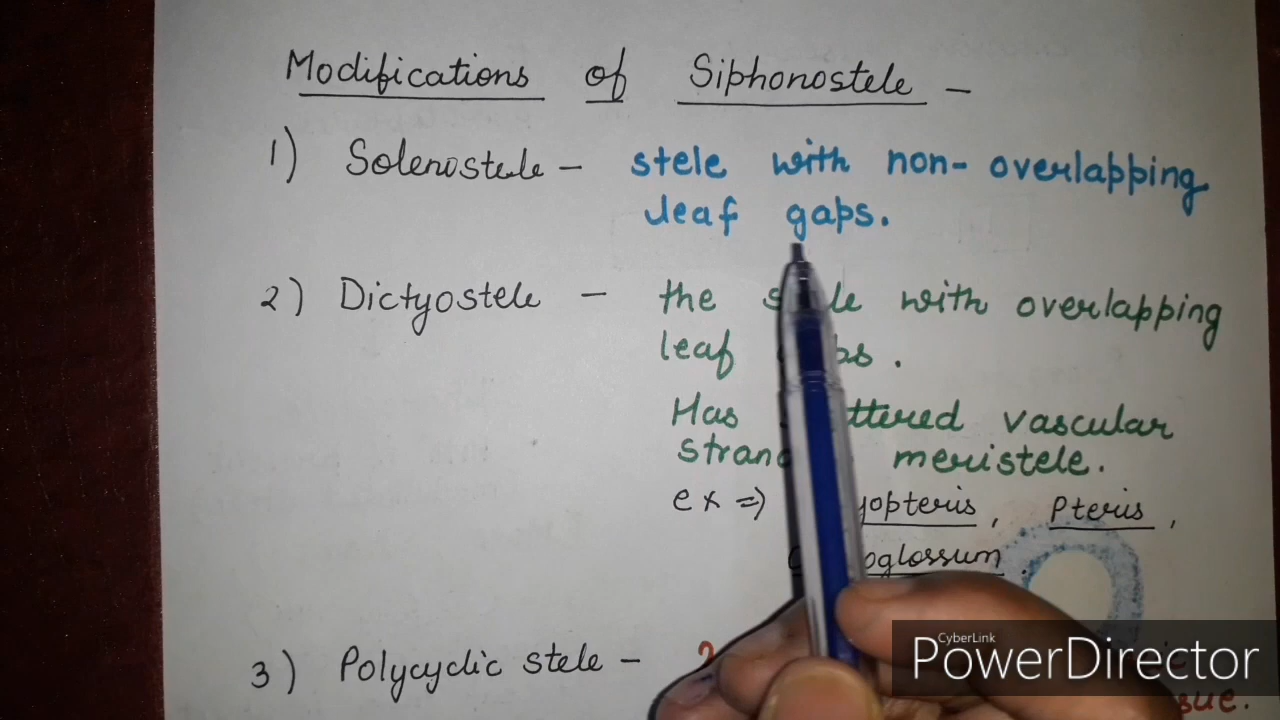 Modifications of Siphonostele -
1) Solenostele - stele with non-overlapping
leaf gaps.
2) Dictyostele - the with overlapping
leaf .
Has vascular
meristele.
ex => , Pteris ,
.
3) Polycyclic stele - 2
CyberLink
PowerDirector